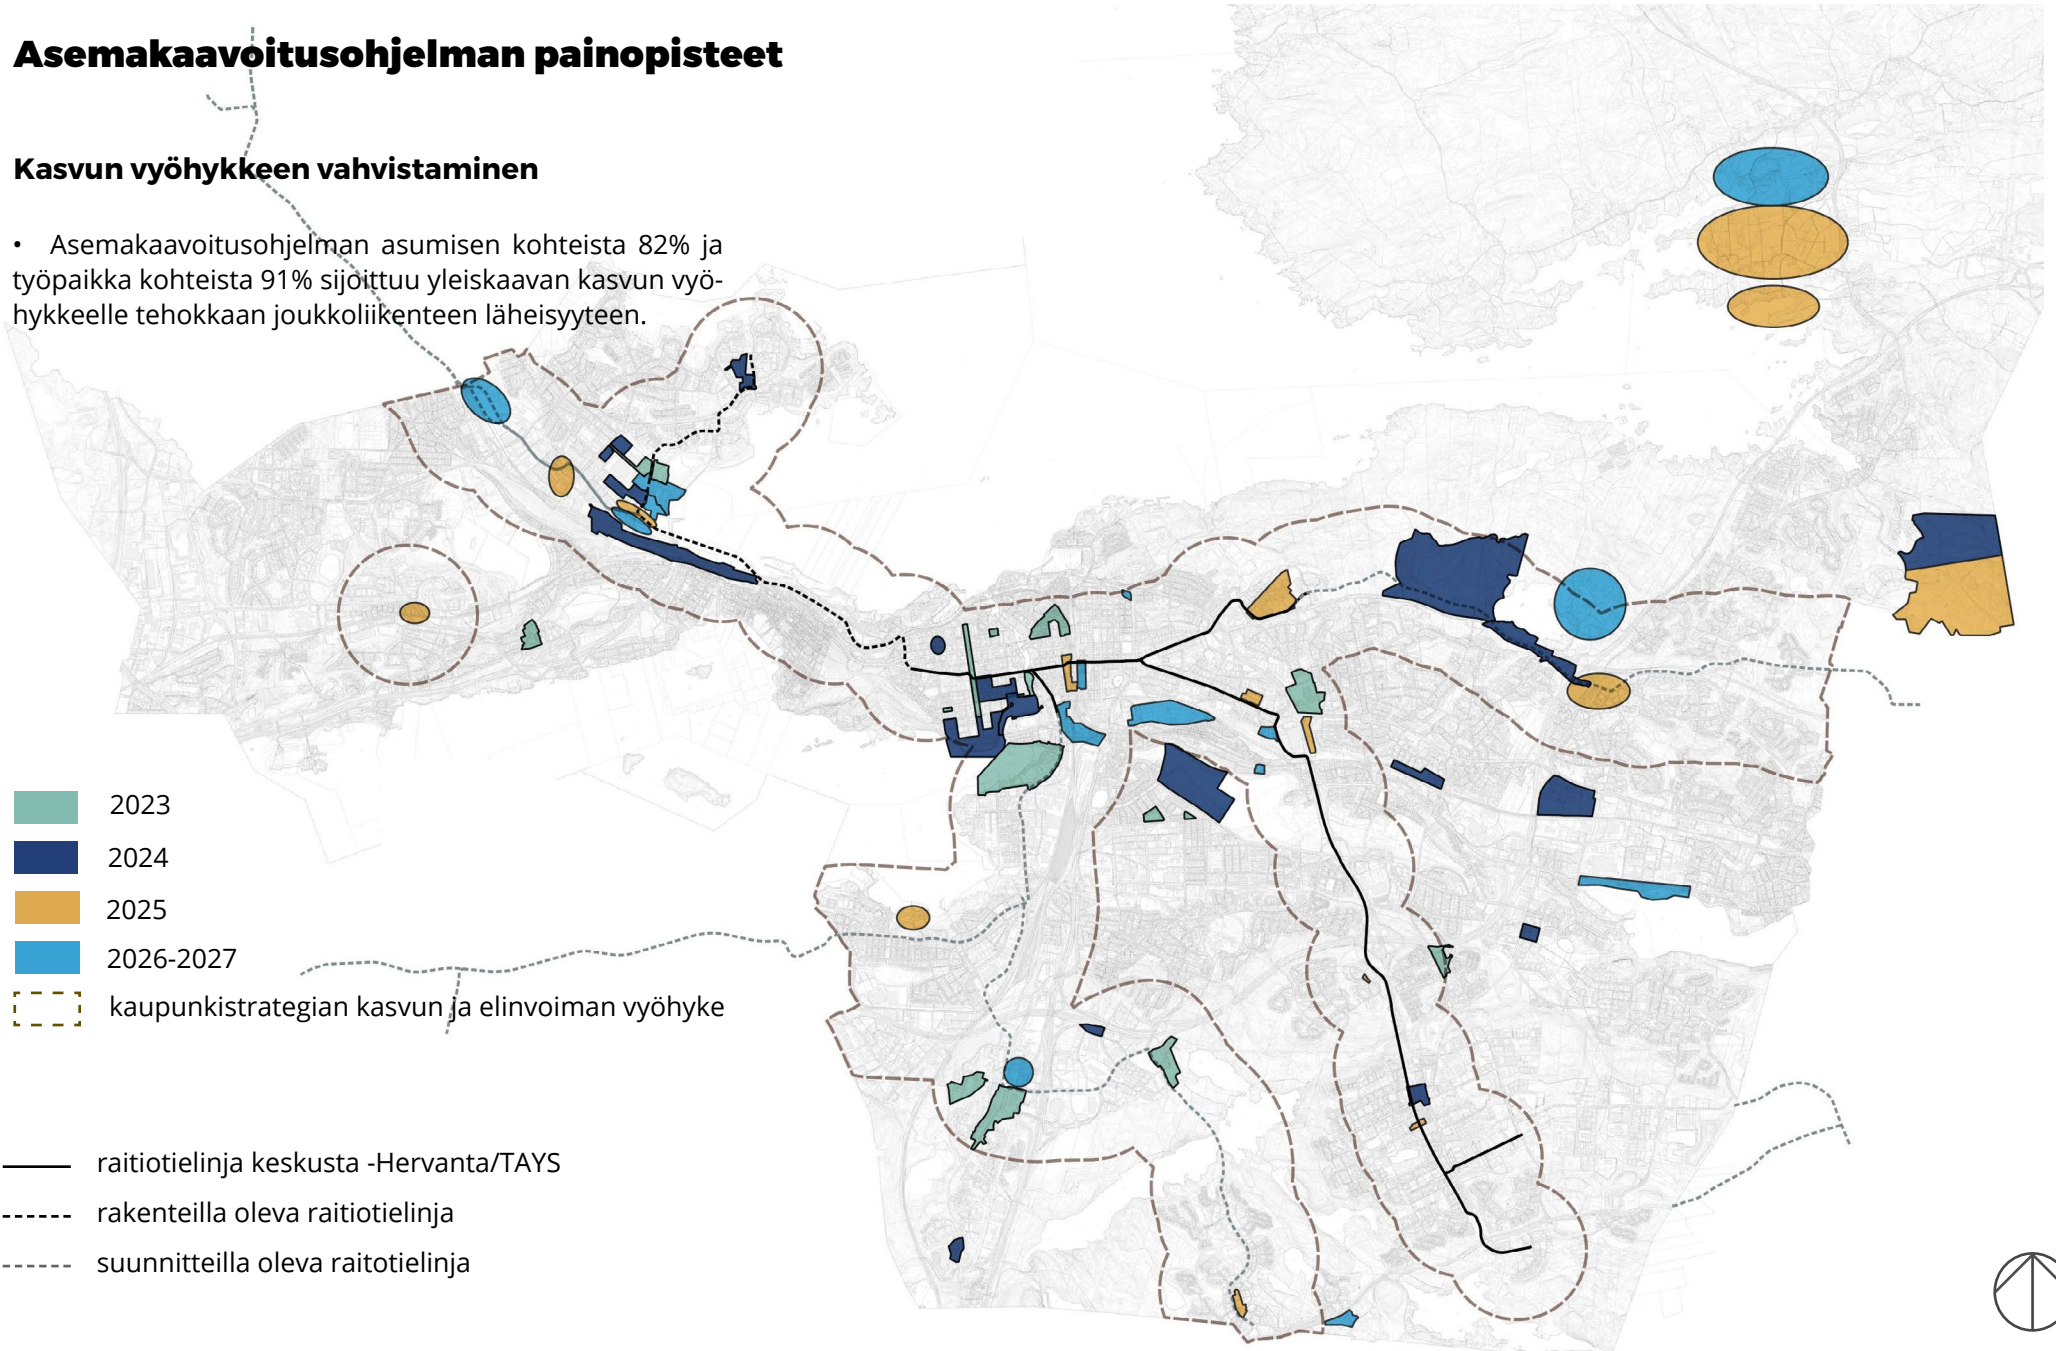 Asemakaavoitusohjelman painopisteet
Kasvun vyöhykkeen vahvistaminen
• Asemakaavoitusohjelman asumisen kohteista 82% ja
työpaikka kohteista 91% sijoittuu yleiskaavan kasvun vyö-
hykkeelle tehokkaan joukkoliikenteen läheisyyteen.
2023
2024
2025
2026-2027
kaupunkistrategian kasvun ja elinvoiman vyöhyke
raitiotielinja keskusta -Hervanta/TAYS
rakenteilla oleva raitiotielinja
suunnitteilla oleva raitotielinja